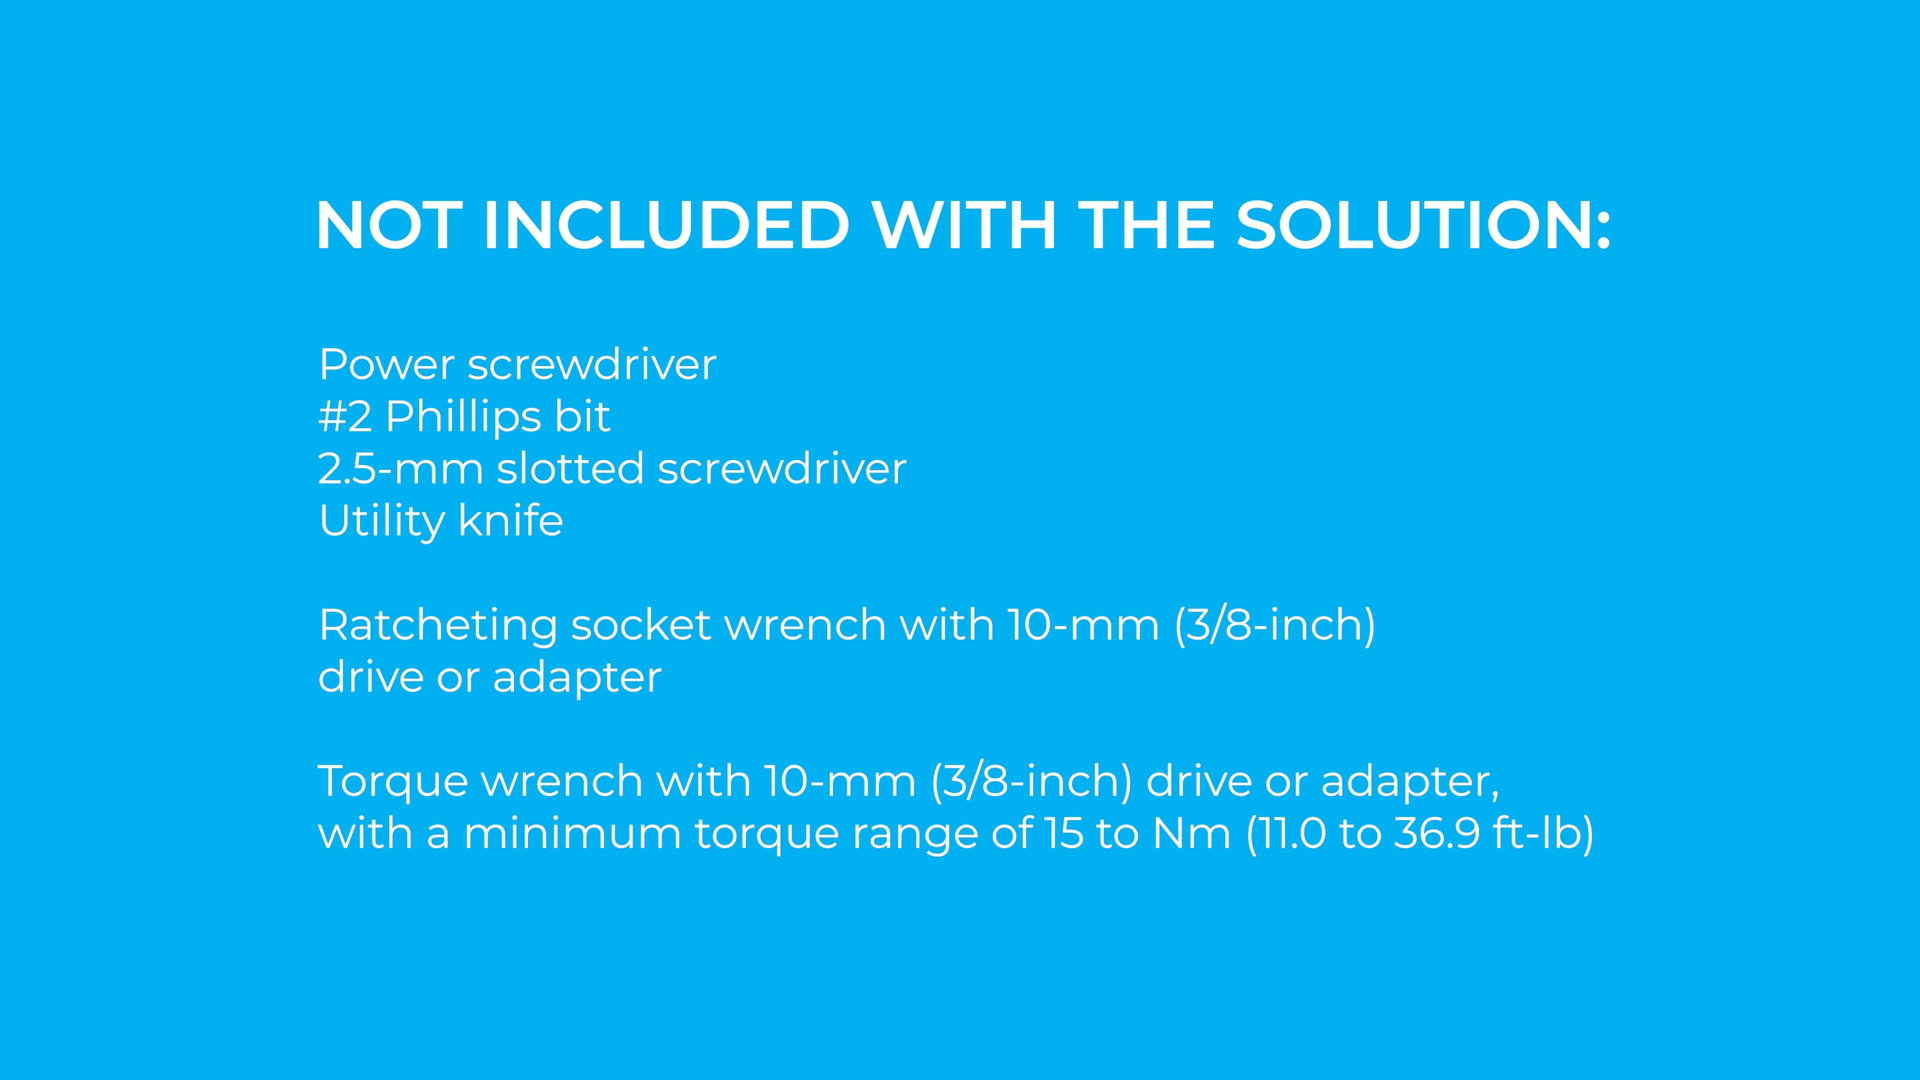 NOT INCLUDED WITH THE SOLUTION:
Power screwdriver
#2 Phillips bit
2.5-mm slotted screwdriver
Utility knife
Ratcheting socket wrench with 10-mm (3/8-inch)
drive or adapter
Torque wrench with 10-mm (3/8-inch) drive or adapter,
with a minimum torque range of 15 to Nm (11.0 to 36.9 ft-lb)